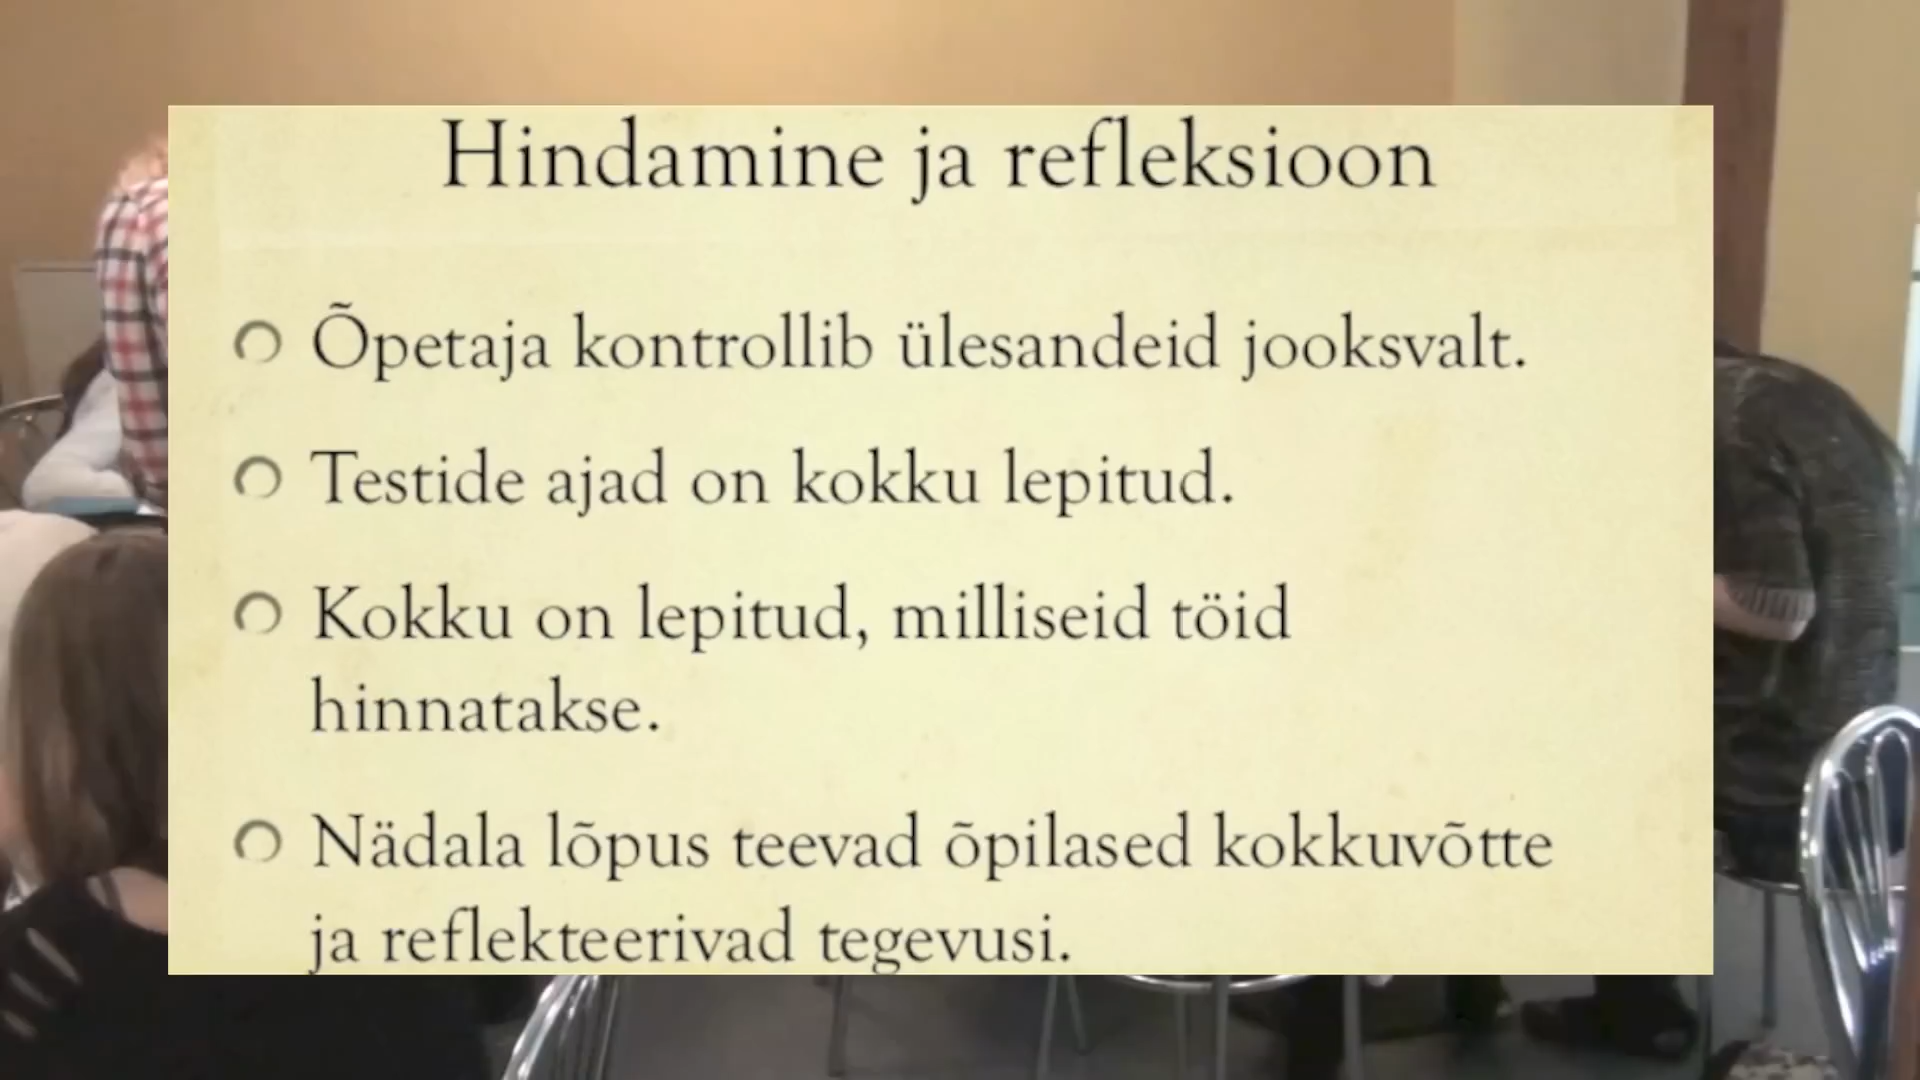 Hindamine ja refleksioon
Õpetaja kontrollib ülesandeid jooksvalt.
Testide ajad on kokku lepitud.
Kokku on lepitud, milliseid töid
hinnatakse.
Nädala lõpus teevad õpilased kokkuvõtte
ja reflekteerivad tegevusi.